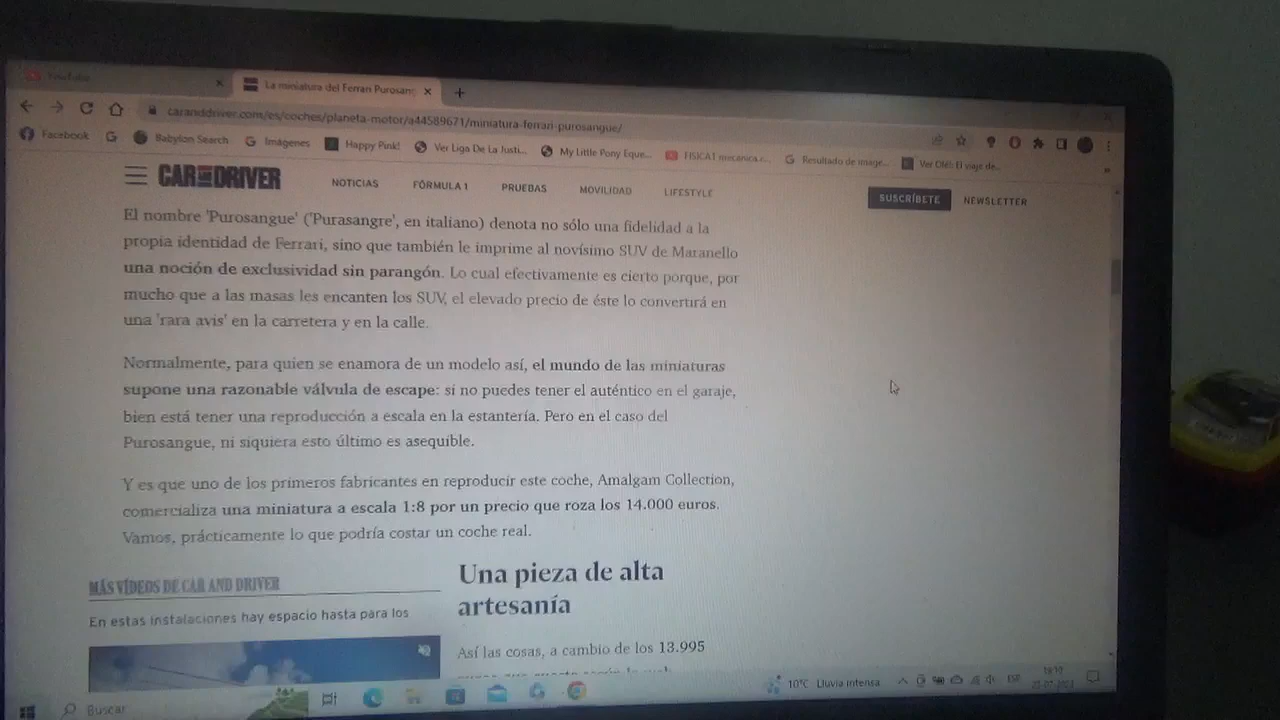 YouTube
La miniatura del Ferrari Purosang
caranddriver.com/es/coches/planeta-motor/a44589671/miniatura-ferrari-purosangue/
Facebook
Babylon Search
Imágenes
Happy Pink!
Ver Liga De La Justi...
My Little Pony Eque...
FISICA1 mecanica c...
Resultado de image...
Ver Olé!: El viaje de...
CAR AND DRIVER
NOTICIAS
FÓRMULA 1
PRUEBAS
MOVILIDAD
LIFESTYLE
SUSCRÍBETE
NEWSLETTER
El nombre 'Purosangue' ('Purasangre', en italiano) denota no sólo una fidelidad a la
propia identidad de Ferrari, sino que también le imprime al novísimo SUV de Maranello
una noción de exclusividad sin parangón. Lo cual efectivamente es cierto porque, por
mucho que a las masas les encanten los SUV, el elevado precio de éste lo convertirá en
una 'rara avis' en la carretera y en la calle.
Normalmente, para quien se enamora de un modelo así, el mundo de las miniaturas
supone una razonable válvula de escape: si no puedes tener el auténtico en el garaje,
bien está tener una reproducción a escala en la estantería. Pero en el caso del
Purosangue, ni siquiera esto último es asequible.
Y es que uno de los primeros fabricantes en reproducir este coche, Amalgam Collection,
comercializa una miniatura a escala 1:8 por un precio que roza los 14.000 euros.
Vamos, prácticamente lo que podría costar un coche real.
MÁS VÍDEOS DE CAR AND DRIVER
En estas instalaciones hay espacio hasta para los
Una pieza de alta
artesanía
Así las cosas, a cambio de los 13.995
Buscar
10°C Lluvia intensa
ESP